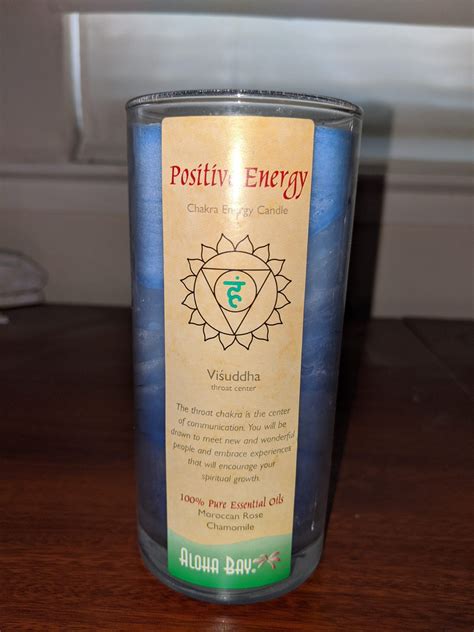 Positive Energy
Chakra Energy Candle
हं
Viśuddha
throat center
The throat chakra is the center
of communication. You will be
drawn to meet new and wonderful
people and embrace experiences
that will encourage your
spiritual growth.
100% Pure Essential Oils
Moroccan Rose
Chamomile
ALOHA BAY